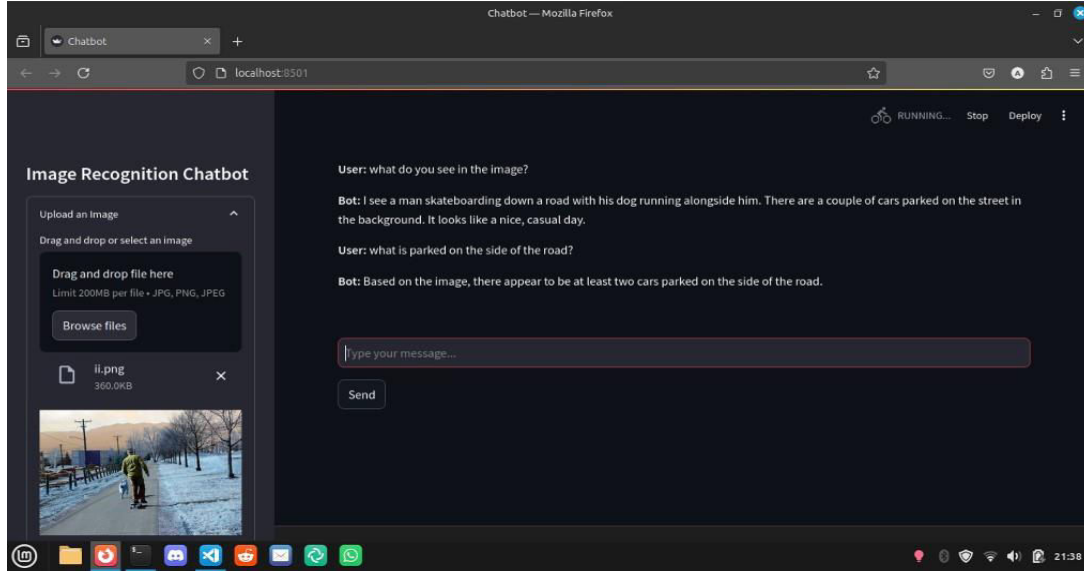 Chatbot — Mozilla Firefox
Chatbot
localhost:8501
RUNNING... Stop Deploy
Image Recognition Chatbot
Upload an Image
Drag and drop or select an image
Drag and drop file here
Limit 200MB per file • JPG, PNG, JPEG
Browse files
ii.png
360.0KB
User: what do you see in the image?
Bot: I see a man skateboarding down a road with his dog running alongside him. There are a couple of cars parked on the street in
the background. It looks like a nice, casual day.
User: what is parked on the side of the road?
Bot: Based on the image, there appear to be at least two cars parked on the side of the road.
Type your message...
Send
21:38